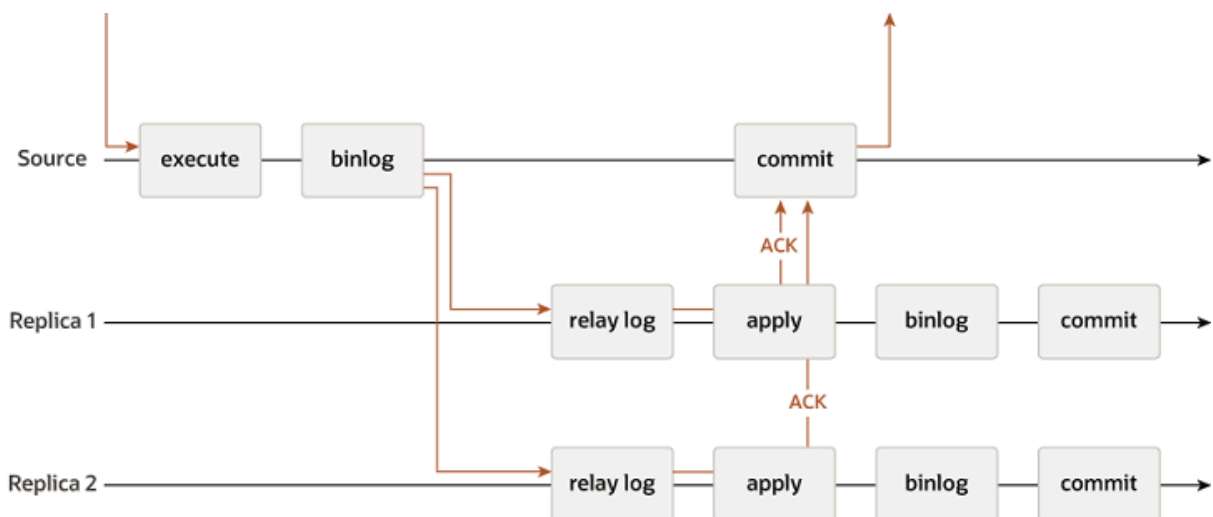 Source
execute
binlog
commit
ACK
Replica 1
relay log
apply
binlog
commit
ACK
Replica 2
relay log
apply
binlog
commit